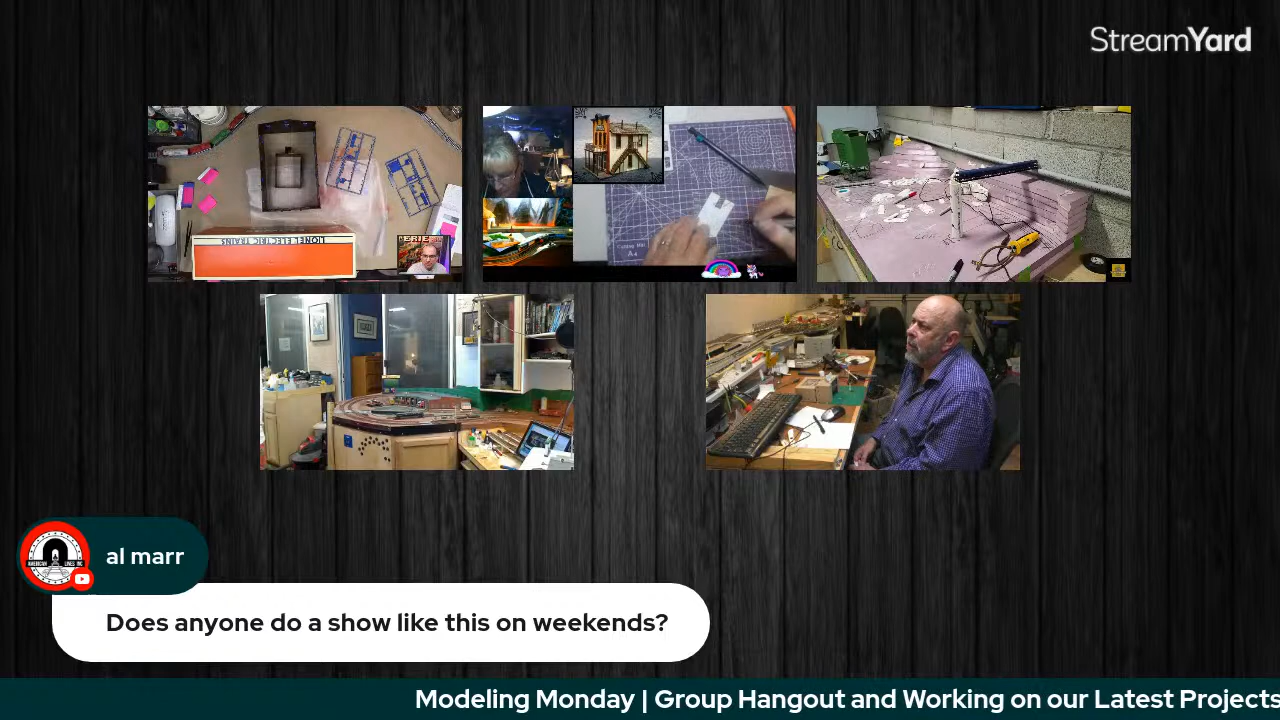 StreamYard
LIONEL ELECTRIC TRAINS
ERIE
al marr
Does anyone do a show like this on weekends?
Modeling Monday | Group Hangout and Working on our Latest Projects